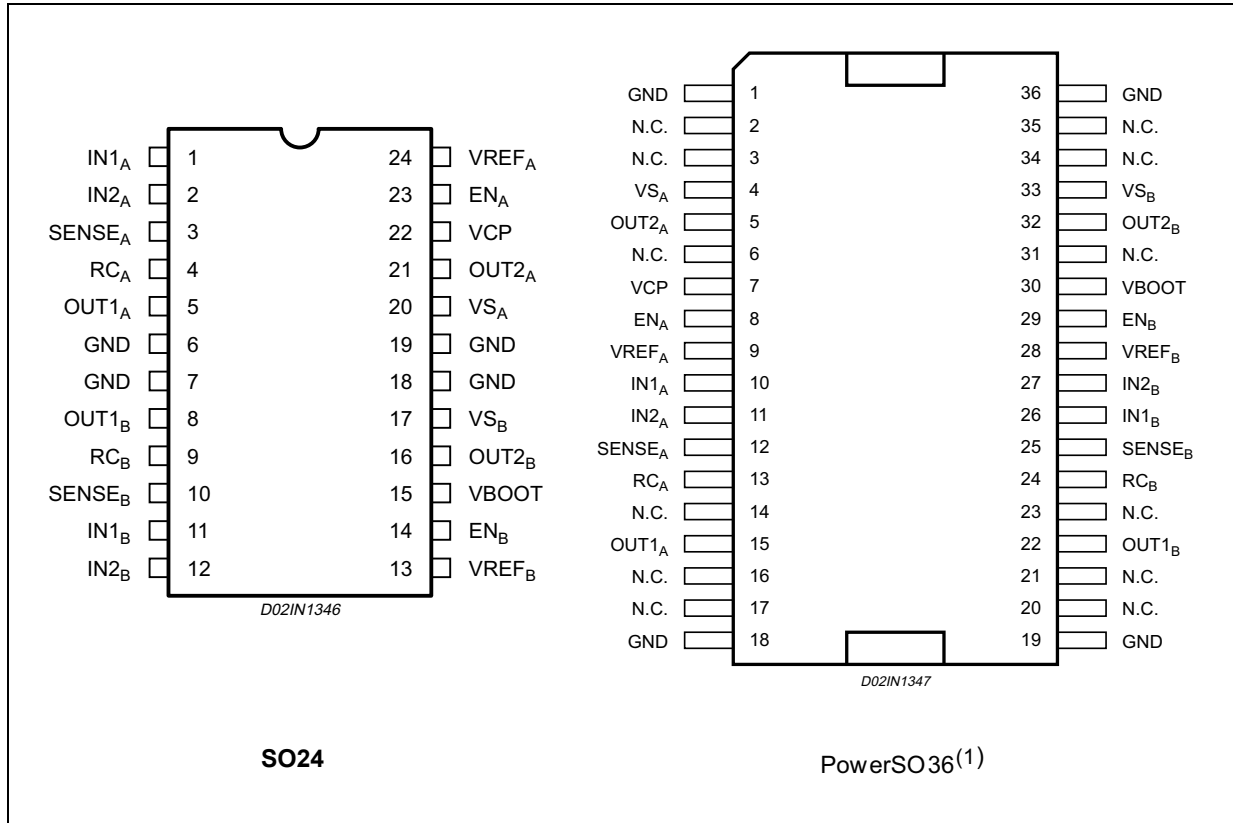 IN1A 1 24 VREFA
IN2A 2 23 ENA
SENSEA 3 22 VCP
RCA 4 21 OUT2A
OUT1A 5 20 VSA
GND 6 19 GND
GND 7 18 GND
OUT1B 8 17 VSB
RCB 9 16 OUT2B
SENSEB 10 15 VBOOT
IN1B 11 14 ENB
IN2B 12 13 VREFB
D02IN1346
SO24
GND 1 36 GND
N.C. 2 35 N.C.
N.C. 3 34 N.C.
VSA 4 33 VSB
OUT2A 5 32 OUT2B
N.C. 6 31 N.C.
VCP 7 30 VBOOT
ENA 8 29 ENB
VREFA 9 28 VREFB
IN1A 10 27 IN2B
IN2A 11 26 IN1B
SENSEA 12 25 SENSEB
RCA 13 24 RCB
N.C. 14 23 N.C.
OUT1A 15 22 OUT1B
N.C. 16 21 N.C.
N.C. 17 20 N.C.
GND 18 19 GND
D02IN1347
PowerSO36(1)